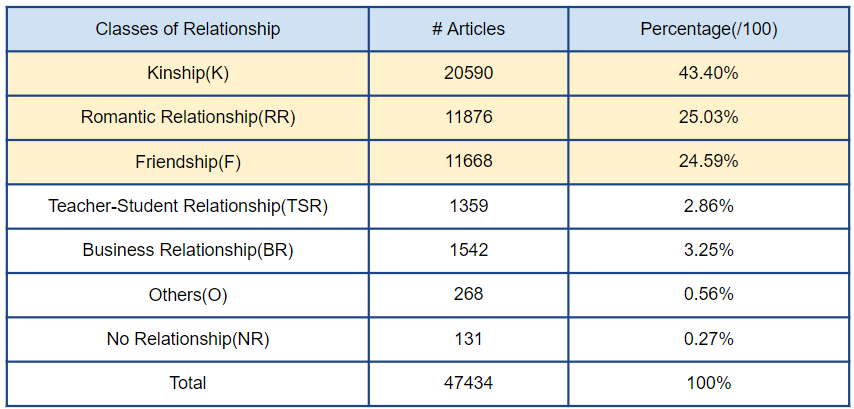 Classes of Relationship # Articles Percentage(/100)
Kinship(K) 20590 43.40%
Romantic Relationship(RR) 11876 25.03%
Friendship(F) 11668 24.59%
Teacher-Student Relationship(TSR) 1359 2.86%
Business Relationship(BR) 1542 3.25%
Others(O) 268 0.56%
No Relationship(NR) 131 0.27%
Total 47434 100%